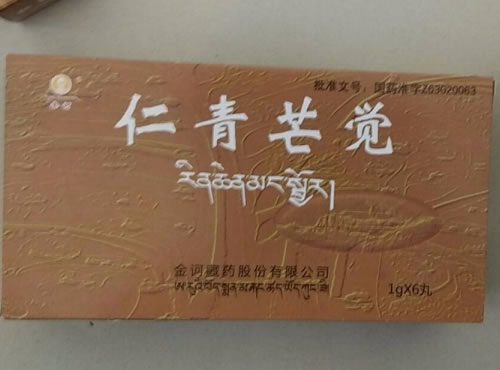 批准文号：国药准字Z63020063
仁青芒觉
རིན་ཆེན་མང་སྦྱོར།
金诃藏药股份有限公司
1gX6丸